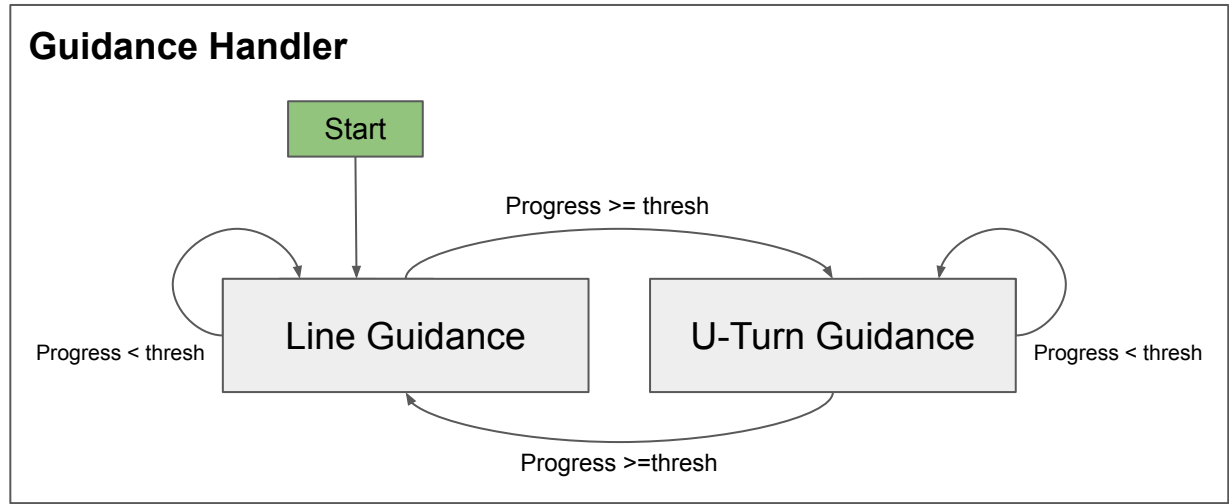 Guidance Handler
Start
Progress >= thresh
Line Guidance
U-Turn Guidance
Progress < thresh
Progress < thresh
Progress >=thresh